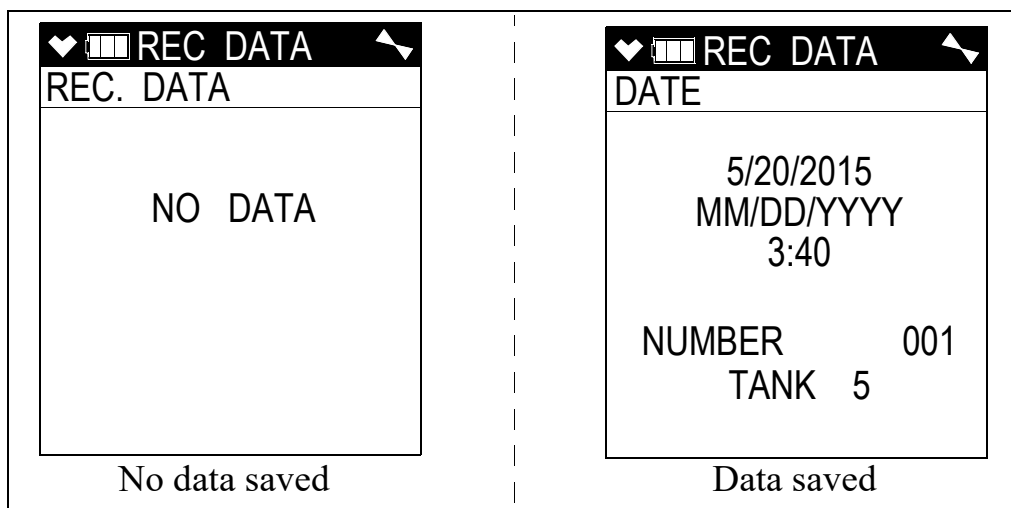 REC DATA
REC. DATA
NO DATA
No data saved
REC DATA
DATE
5/20/2015
MM/DD/YYYY
3:40
NUMBER 001
TANK 5
Data saved